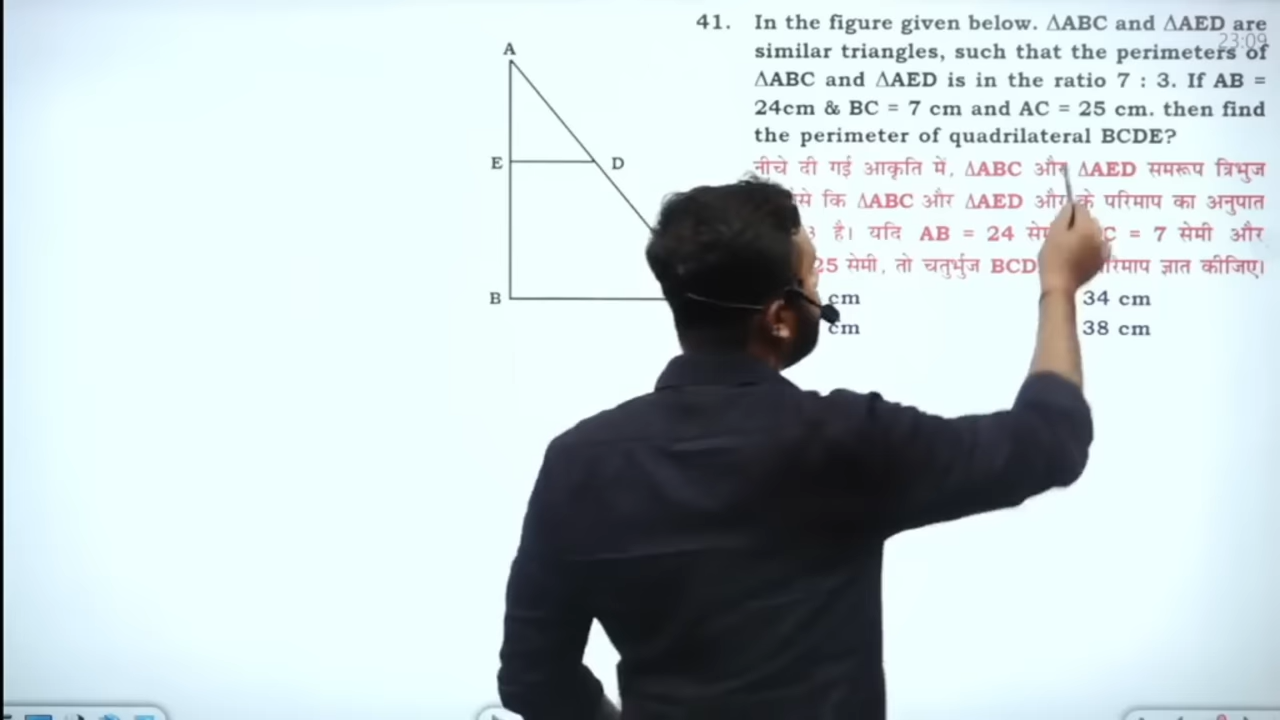 41. In the figure given below. ΔABC and ΔAED are
23:09
similar triangles, such that the perimeters of
ΔABC and ΔAED is in the ratio 7 : 3. If AB =
24cm & BC = 7 cm and AC = 25 cm. then find
the perimeter of quadrilateral BCDE?
नीचे दी गई आकृति में, ΔABC और ΔAED समरूप त्रिभुज
कि ΔABC और ΔAED और के परिमाप का अनुपात
है। यदि AB = 24 = 7 सेमी और
25 सेमी, तो चतुर्भुज ज्ञात कीजिए।
cm 34 cm
cm 38 cm
A
E D
B